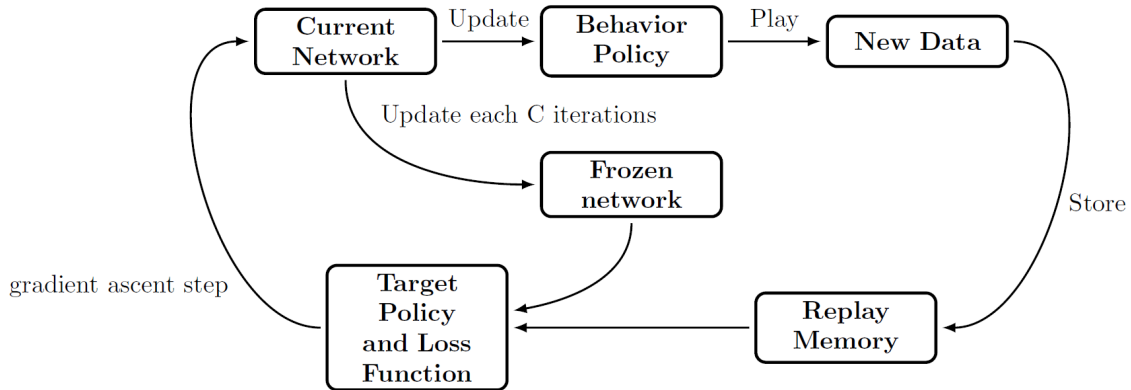 Current
Network
Update
Behavior
Policy
Play
New Data
Update each C iterations
Frozen
network
Store
gradient ascent step
Target
Policy
and Loss
Function
Replay
Memory